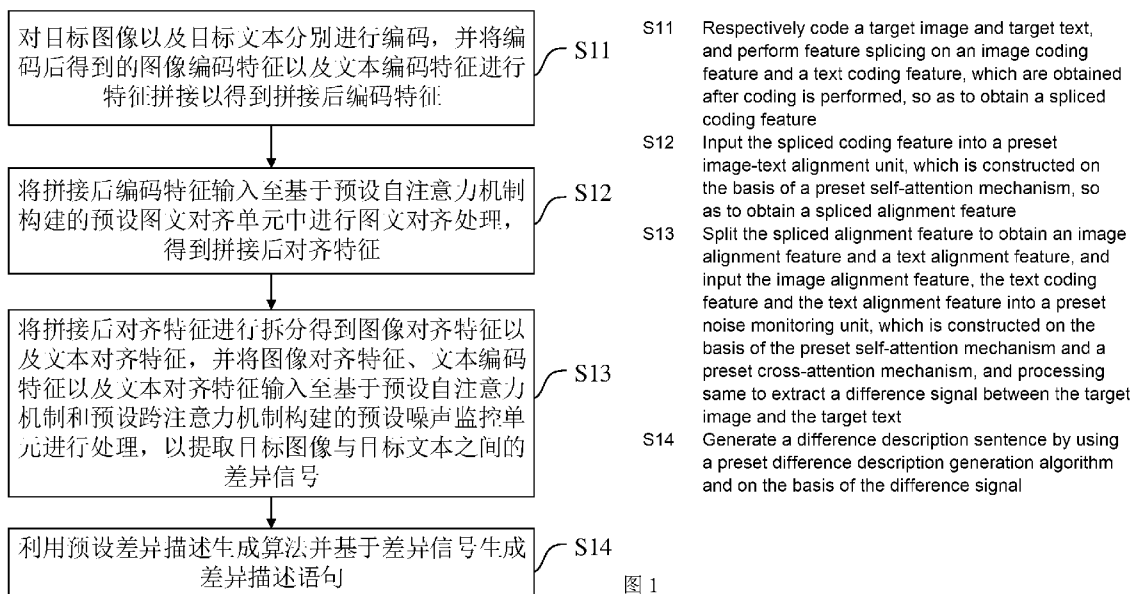 对目标图像以及目标文本分别进行编码，并将编
码后得到的图像编码特征以及文本编码特征进行
特征拼接以得到拼接后编码特征
S11
将拼接后编码特征输入至基于预设自注意力机制
构建的预设图文对齐单元中进行图文对齐处理，
得到拼接后对齐特征
S12
将拼接后对齐特征进行拆分得到图像对齐特征以
及文本对齐特征，并将图像对齐特征、文本编码
特征以及文本对齐特征输入至基于预设自注意力
机制和预设跨注意力机制构建的预设噪声监控单
元进行处理，以提取目标图像与目标文本之间的
差异信号
S13
利用预设差异描述生成算法并基于差异信号生成
差异描述语句
S14
图 1
S11 Respectively code a target image and target text,
and perform feature splicing on an image coding
feature and a text coding feature, which are obtained
after coding is performed, so as to obtain a spliced
coding feature
S12 Input the spliced coding feature into a preset
image-text alignment unit, which is constructed on
the basis of a preset self-attention mechanism, so
as to obtain a spliced alignment feature
S13 Split the spliced alignment feature to obtain an image
alignment feature and a text alignment feature, and
input the image alignment feature, the text coding
feature and the text alignment feature into a preset
noise monitoring unit, which is constructed on the
basis of the preset self-attention mechanism and a
preset cross-attention mechanism, and processing
same to extract a difference signal between the target
image and the target text
S14 Generate a difference description sentence by using
a preset difference description generation algorithm
and on the basis of the difference signal